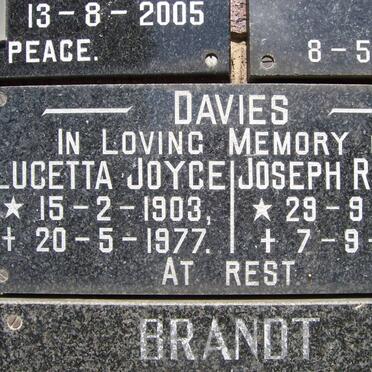 13-8-2005
PEACE.
8-5
DAVIES
IN LOVING MEMORY
LUCETTA JOYCE JOSEPH R
★ 15-2-1903, ★ 29-9
+ 20-5-1977. + 7-9-
AT REST
BRANDT